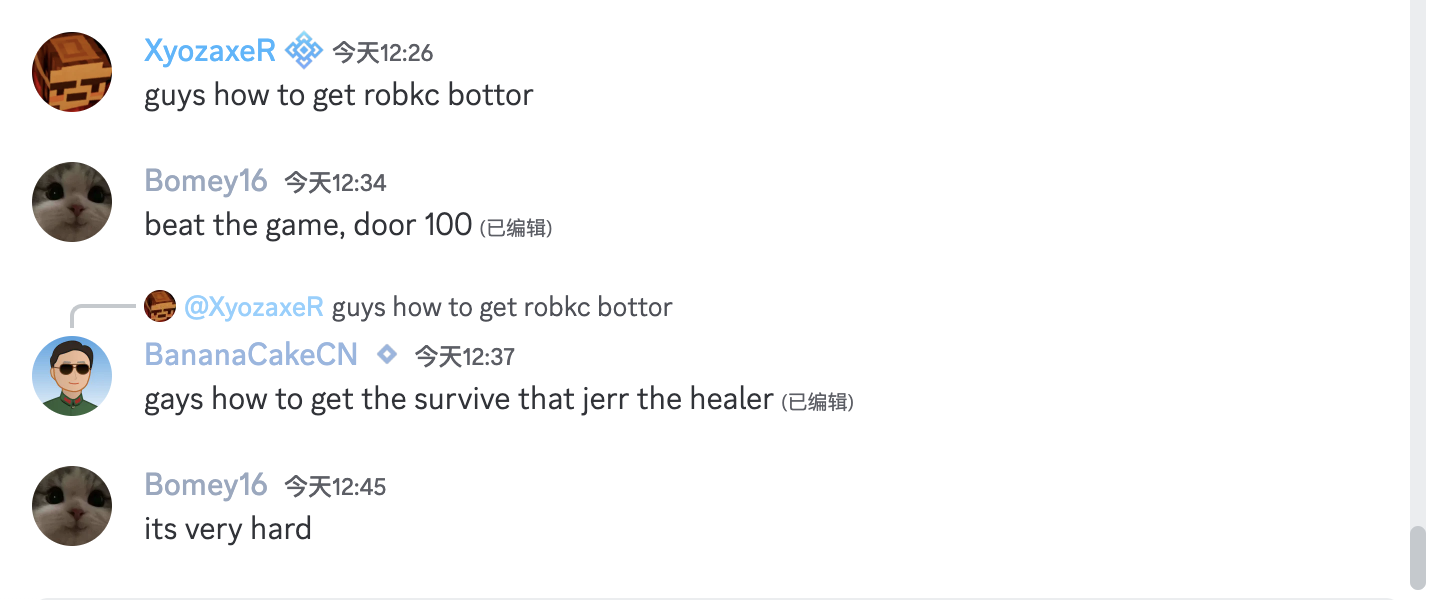 XyozaxeR 今天12:26
guys how to get robkc bottor
Bomey16 今天12:34
beat the game, door 100 (已编辑)
@XyozaxeR guys how to get robkc bottor
BananaCakeCN 今天12:37
gays how to get the survive that jerr the healer (已编辑)
Bomey16 今天12:45
its very hard